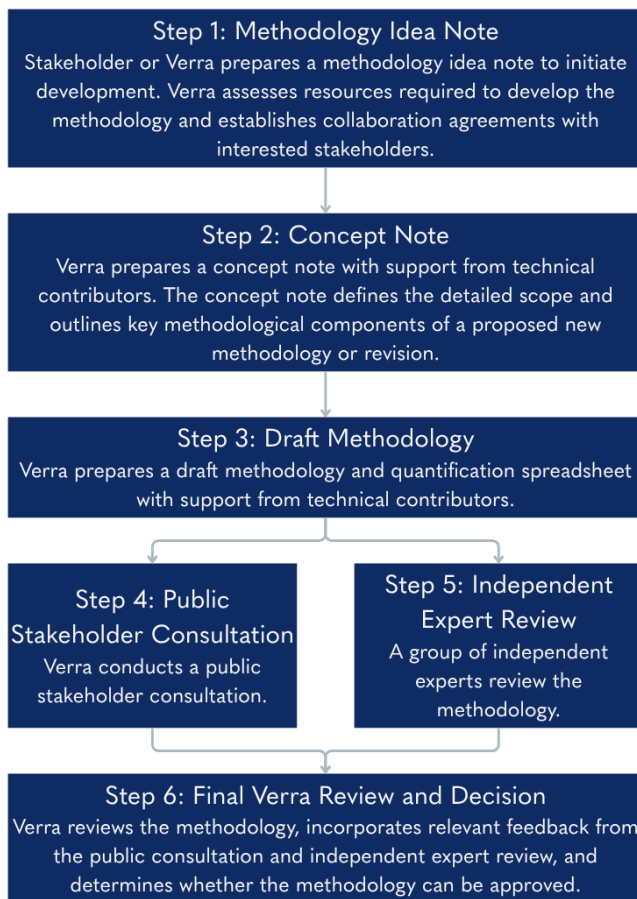 Step 1: Methodology Idea Note
Stakeholder or Verra prepares a methodology idea note to initiate
development. Verra assesses resources required to develop the
methodology and establishes collaboration agreements with
interested stakeholders.
Step 2: Concept Note
Verra prepares a concept note with support from technical
contributors. The concept note defines the detailed scope and
outlines key methodological components of a proposed new
methodology or revision.
Step 3: Draft Methodology
Verra prepares a draft methodology and quantification spreadsheet
with support from technical contributors.
Step 4: Public
Stakeholder Consultation
Verra conducts a public
stakeholder consultation.
Step 5: Independent
Expert Review
A group of independent
experts review the
methodology.
Step 6: Final Verra Review and Decision
Verra reviews the methodology, incorporates relevant feedback from
the public consultation and independent expert review, and
determines whether the methodology can be approved.